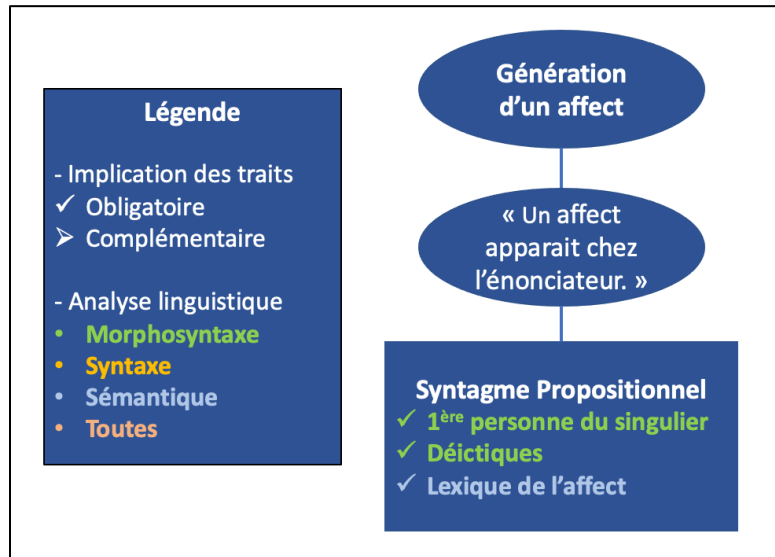 Légende
- Implication des traits
✓ Obligatoire
➢ Complémentaire
- Analyse linguistique
• Morphosyntaxe
• Syntaxe
• Sémantique
• Toutes
Génération
d’un affect
« Un affect
apparait chez
l’énonciateur. »
Syntagme Propositionnel
✓ 1ère personne du singulier
✓ Déictiques
✓ Lexique de l’affect